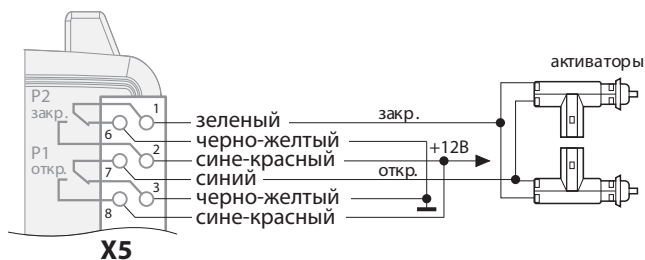 активаторы
P2
закр.
1
зеленый
закр.
6
черно-желтый
+12В
2
сине-красный
P1
откр.
7
синий
откр.
3
черно-желтый
8
сине-красный
X5